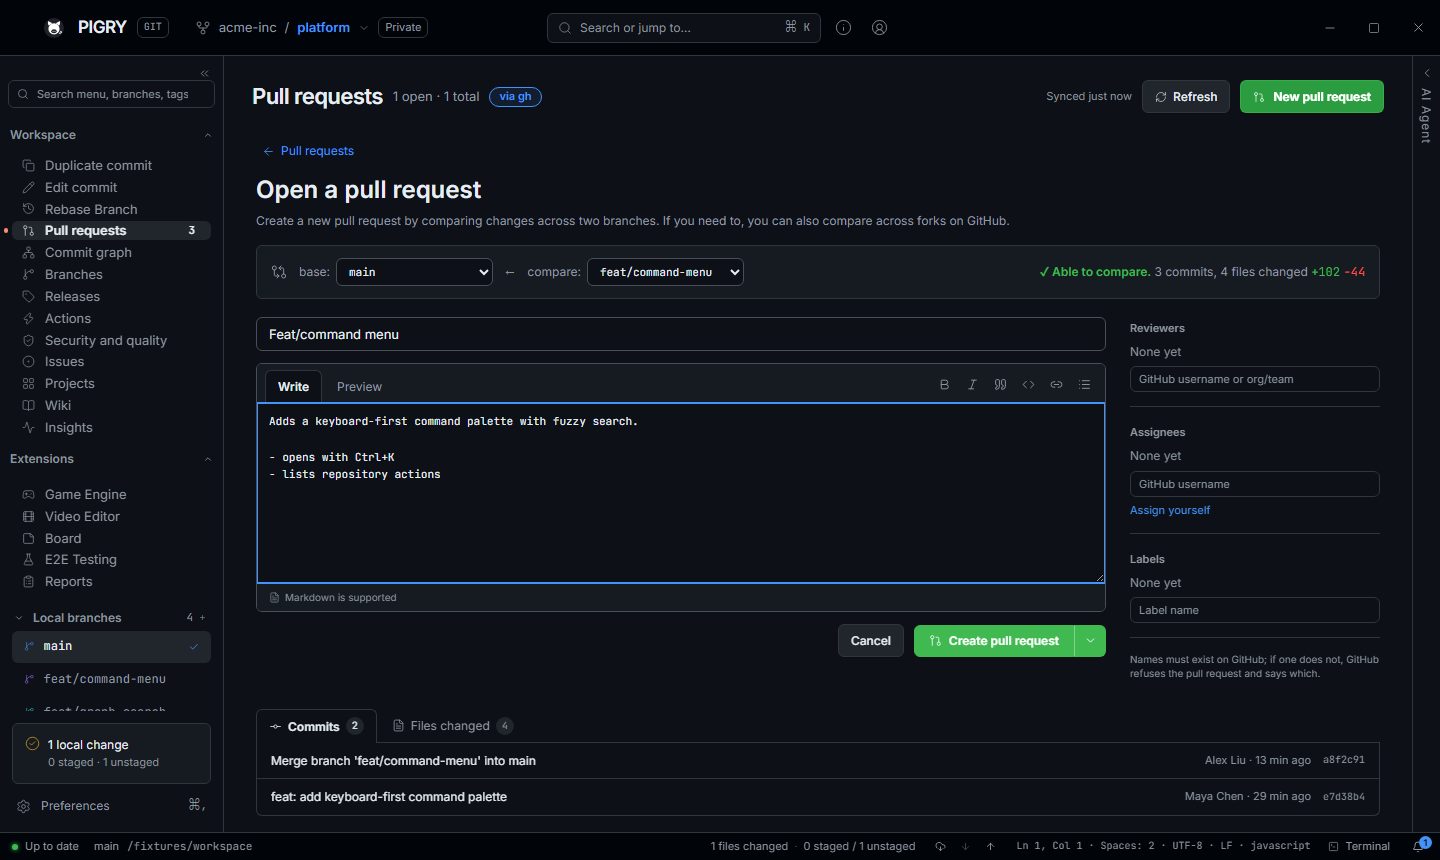 PIGRY GIT acme-inc / platform Private Search or jump to... ⌘ K
Search menu, branches, tags
Workspace
Duplicate commit
Edit commit
Rebase Branch
Pull requests 3
Commit graph
Branches
Releases
Actions
Security and quality
Issues
Projects
Wiki
Insights
Extensions
Game Engine
Video Editor
Board
E2E Testing
Reports
Local branches 4 +
main
feat/command-menu
feat/graph-search
1 local change
0 staged · 1 unstaged
Preferences ⌘,
Pull requests 1 open · 1 total via gh Synced just now Refresh New pull request
← Pull requests
Open a pull request
Create a new pull request by comparing changes across two branches. If you need to, you can also compare across forks on GitHub.
base: main ← compare: feat/command-menu ✓ Able to compare. 3 commits, 4 files changed +102 -44
Feat/command menu
Write Preview
Adds a keyboard-first command palette with fuzzy search.
- opens with Ctrl+K
- lists repository actions
Markdown is supported
Cancel Create pull request
Reviewers
None yet
GitHub username or org/team
Assignees
None yet
GitHub username
Assign yourself
Labels
None yet
Label name
Names must exist on GitHub; if one does not, GitHub
refuses the pull request and says which.
Commits 2 Files changed 4
Merge branch 'feat/command-menu' into main Alex Liu · 13 min ago a8f2c91
feat: add keyboard-first command palette Maya Chen · 29 min ago e7d38b4
AI Agent
Up to date main /fixtures/workspace 1 files changed · 0 staged / 1 unstaged Ln 1, Col 1 · Spaces: 2 · UTF-8 · LF · javascript Terminal 1